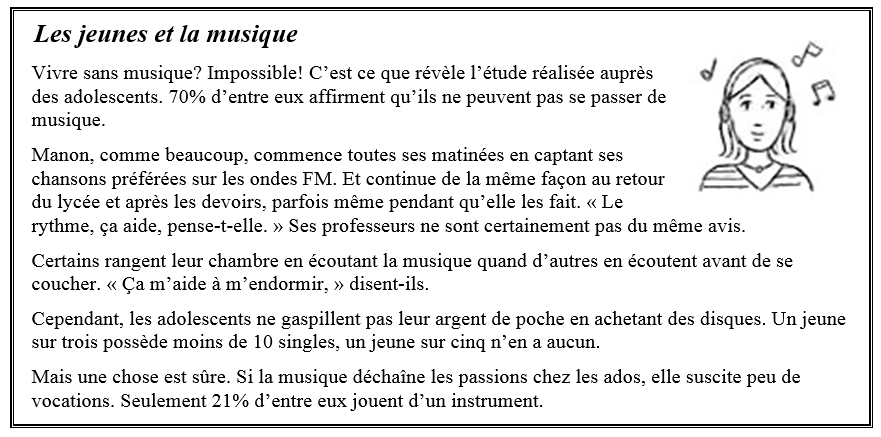 Les jeunes et la musique
Vivre sans musique? Impossible! C’est ce que révèle l’étude réalisée auprès
des adolescents. 70% d’entre eux affirment qu’ils ne peuvent pas se passer de
musique.
Manon, comme beaucoup, commence toutes ses matinées en captant ses
chansons préférées sur les ondes FM. Et continue de la même façon au retour
du lycée et après les devoirs, parfois même pendant qu’elle les fait. « Le
rythme, ça aide, pense-t-elle. » Ses professeurs ne sont certainement pas du même avis.
Certains rangent leur chambre en écoutant la musique quand d’autres en écoutent avant de se
coucher. « Ça m’aide à m’endormir, » disent-ils.
Cependant, les adolescents ne gaspillent pas leur argent de poche en achetant des disques. Un jeune
sur trois possède moins de 10 singles, un jeune sur cinq n’en a aucun.
Mais une chose est sûre. Si la musique déchaîne les passions chez les ados, elle suscite peu de
vocations. Seulement 21% d’entre eux jouent d’un instrument.